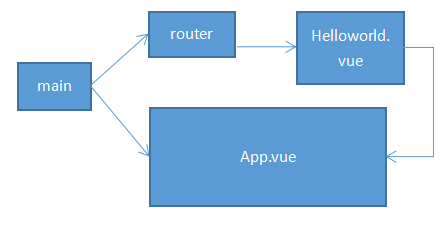 router
Helloworld.
vue
main
App.vue